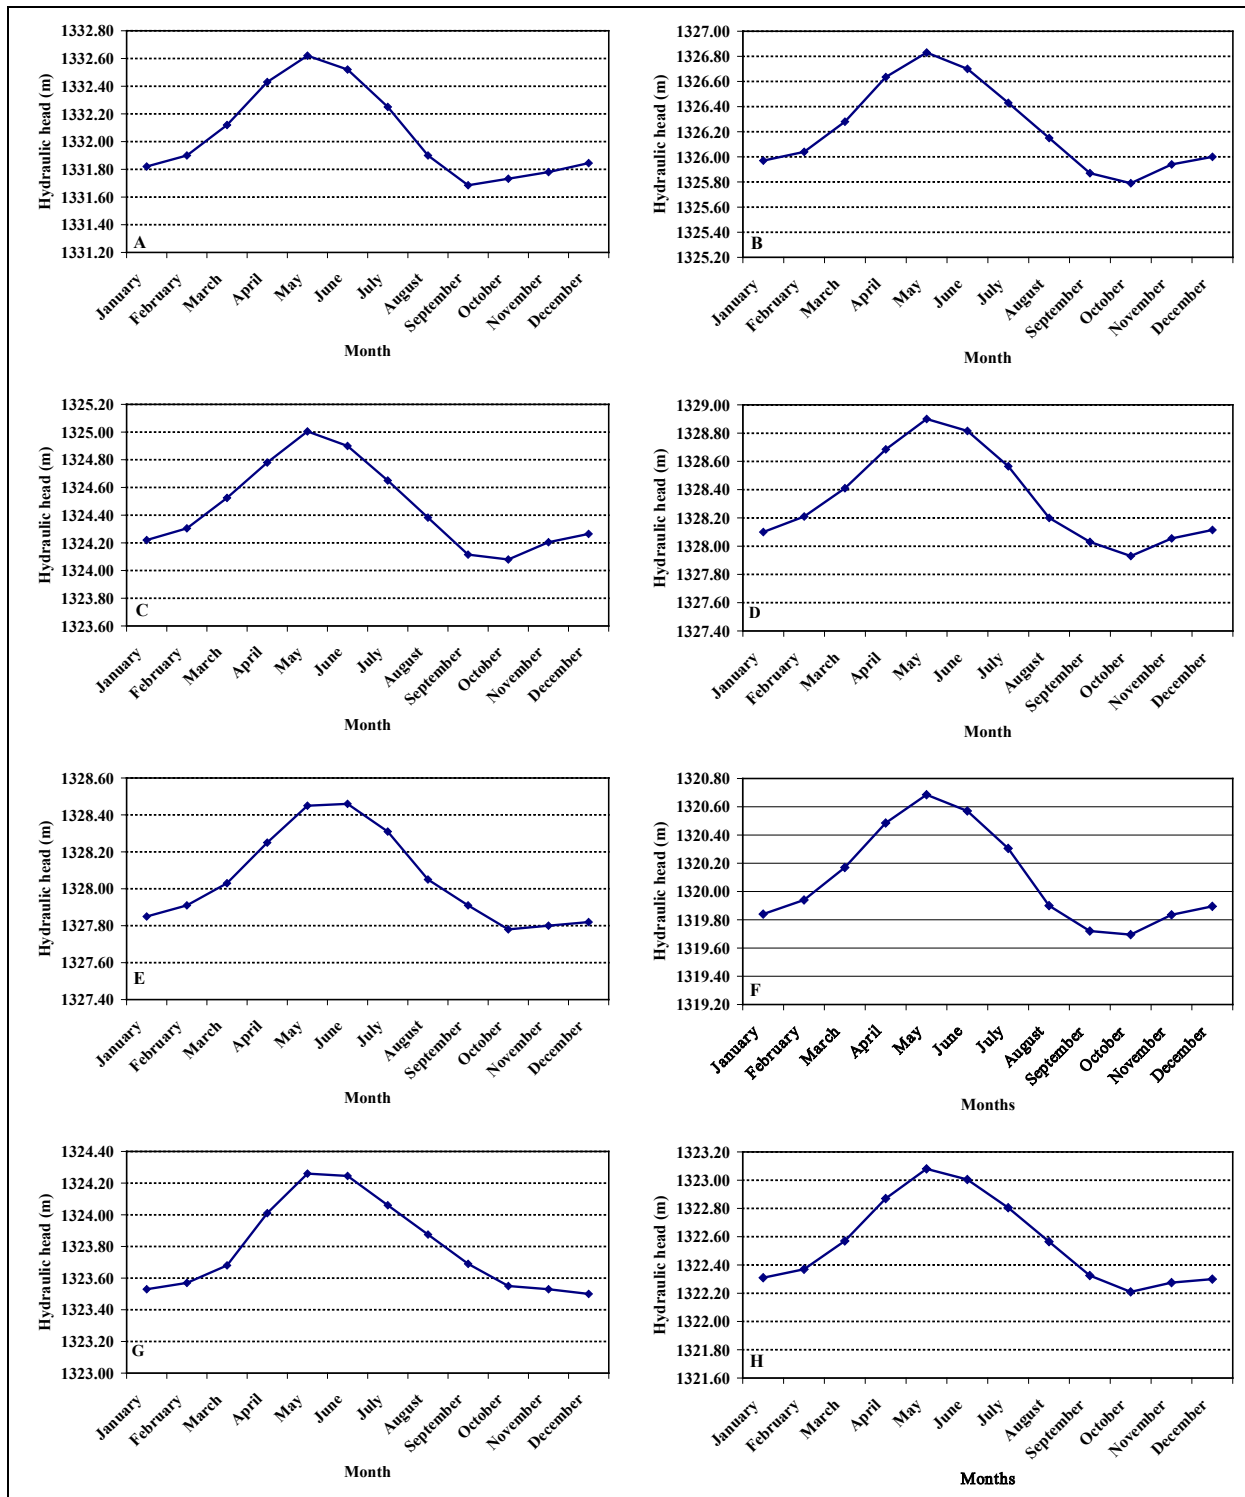 Hydraulic head (m)
1332.80
1332.60
1332.40
1332.20
1332.00
1331.80
1331.60
1331.40
1331.20
A
January
February
March
April
May
June
July
August
September
October
November
December
Month
Hydraulic head (m)
1327.00
1326.80
1326.60
1326.40
1326.20
1326.00
1325.80
1325.60
1325.40
1325.20
B
January
February
March
April
May
June
July
August
September
October
November
December
Month
Hydraulic head (m)
1325.20
1325.00
1324.80
1324.60
1324.40
1324.20
1324.00
1323.80
1323.60
C
January
February
March
April
May
June
July
August
September
October
November
December
Month
Hydraulic head (m)
1329.00
1328.80
1328.60
1328.40
1328.20
1328.00
1327.80
1327.60
1327.40
D
January
February
March
April
May
June
July
August
September
October
November
December
Month
Hydraulic head (m)
1328.60
1328.40
1328.20
1328.00
1327.80
1327.60
1327.40
E
January
February
March
April
May
June
July
August
September
October
November
December
Month
Hydraulic head (m)
1320.80
1320.60
1320.40
1320.20
1320.00
1319.80
1319.60
1319.40
1319.20
F
January
February
March
April
May
June
July
August
September
October
November
December
Months
Hydraulic head (m)
1324.40
1324.20
1324.00
1323.80
1323.60
1323.40
1323.20
1323.00
G
January
February
March
April
May
June
July
August
September
October
November
December
Month
Hydraulic head (m)
1323.20
1323.00
1322.80
1322.60
1322.40
1322.20
1322.00
1321.80
1321.60
H
January
February
March
April
May
June
July
August
September
October
November
December
Months